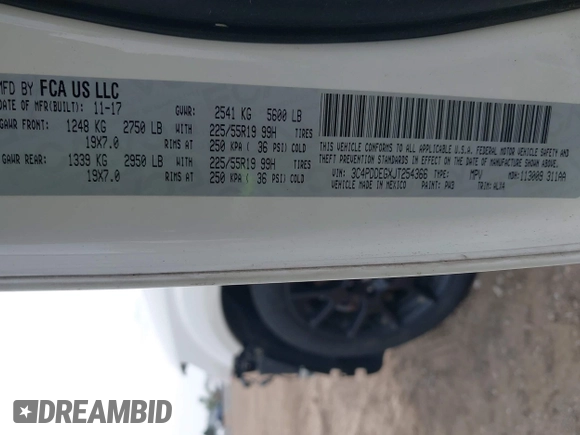 MFD BY FCA US LLC
DATE OF MFR(BUILT): 11-17 GVWR: 2541 KG 5600 LB
GAWR FRONT: 1248 KG 2750 LB WITH 225/55R19 99H TIRES
19X7.0 RIMS AT 250 KPA ( 36 PSI) COLD
GAWR REAR: 1339 KG 2950 LB WITH 225/55R19 99H TIRES
19X7.0 RIMS AT 250 KPA ( 36 PSI) COLD
THIS VEHICLE CONFORMS TO ALL APPLICABLE U.S.A. FEDERAL MOTOR VEHICLE SAFETY AND
THEFT PREVENTION STANDARDS IN EFFECT ON THE DATE OF MANUFACTURE SHOWN ABOVE.
VIN: 3C4PDDEGXJT254366 TYPE: MPV MDH: 113009 311AA
VEHICLE MADE IN MEXICO PAINT: PW3 TRIM:
DREAMBID